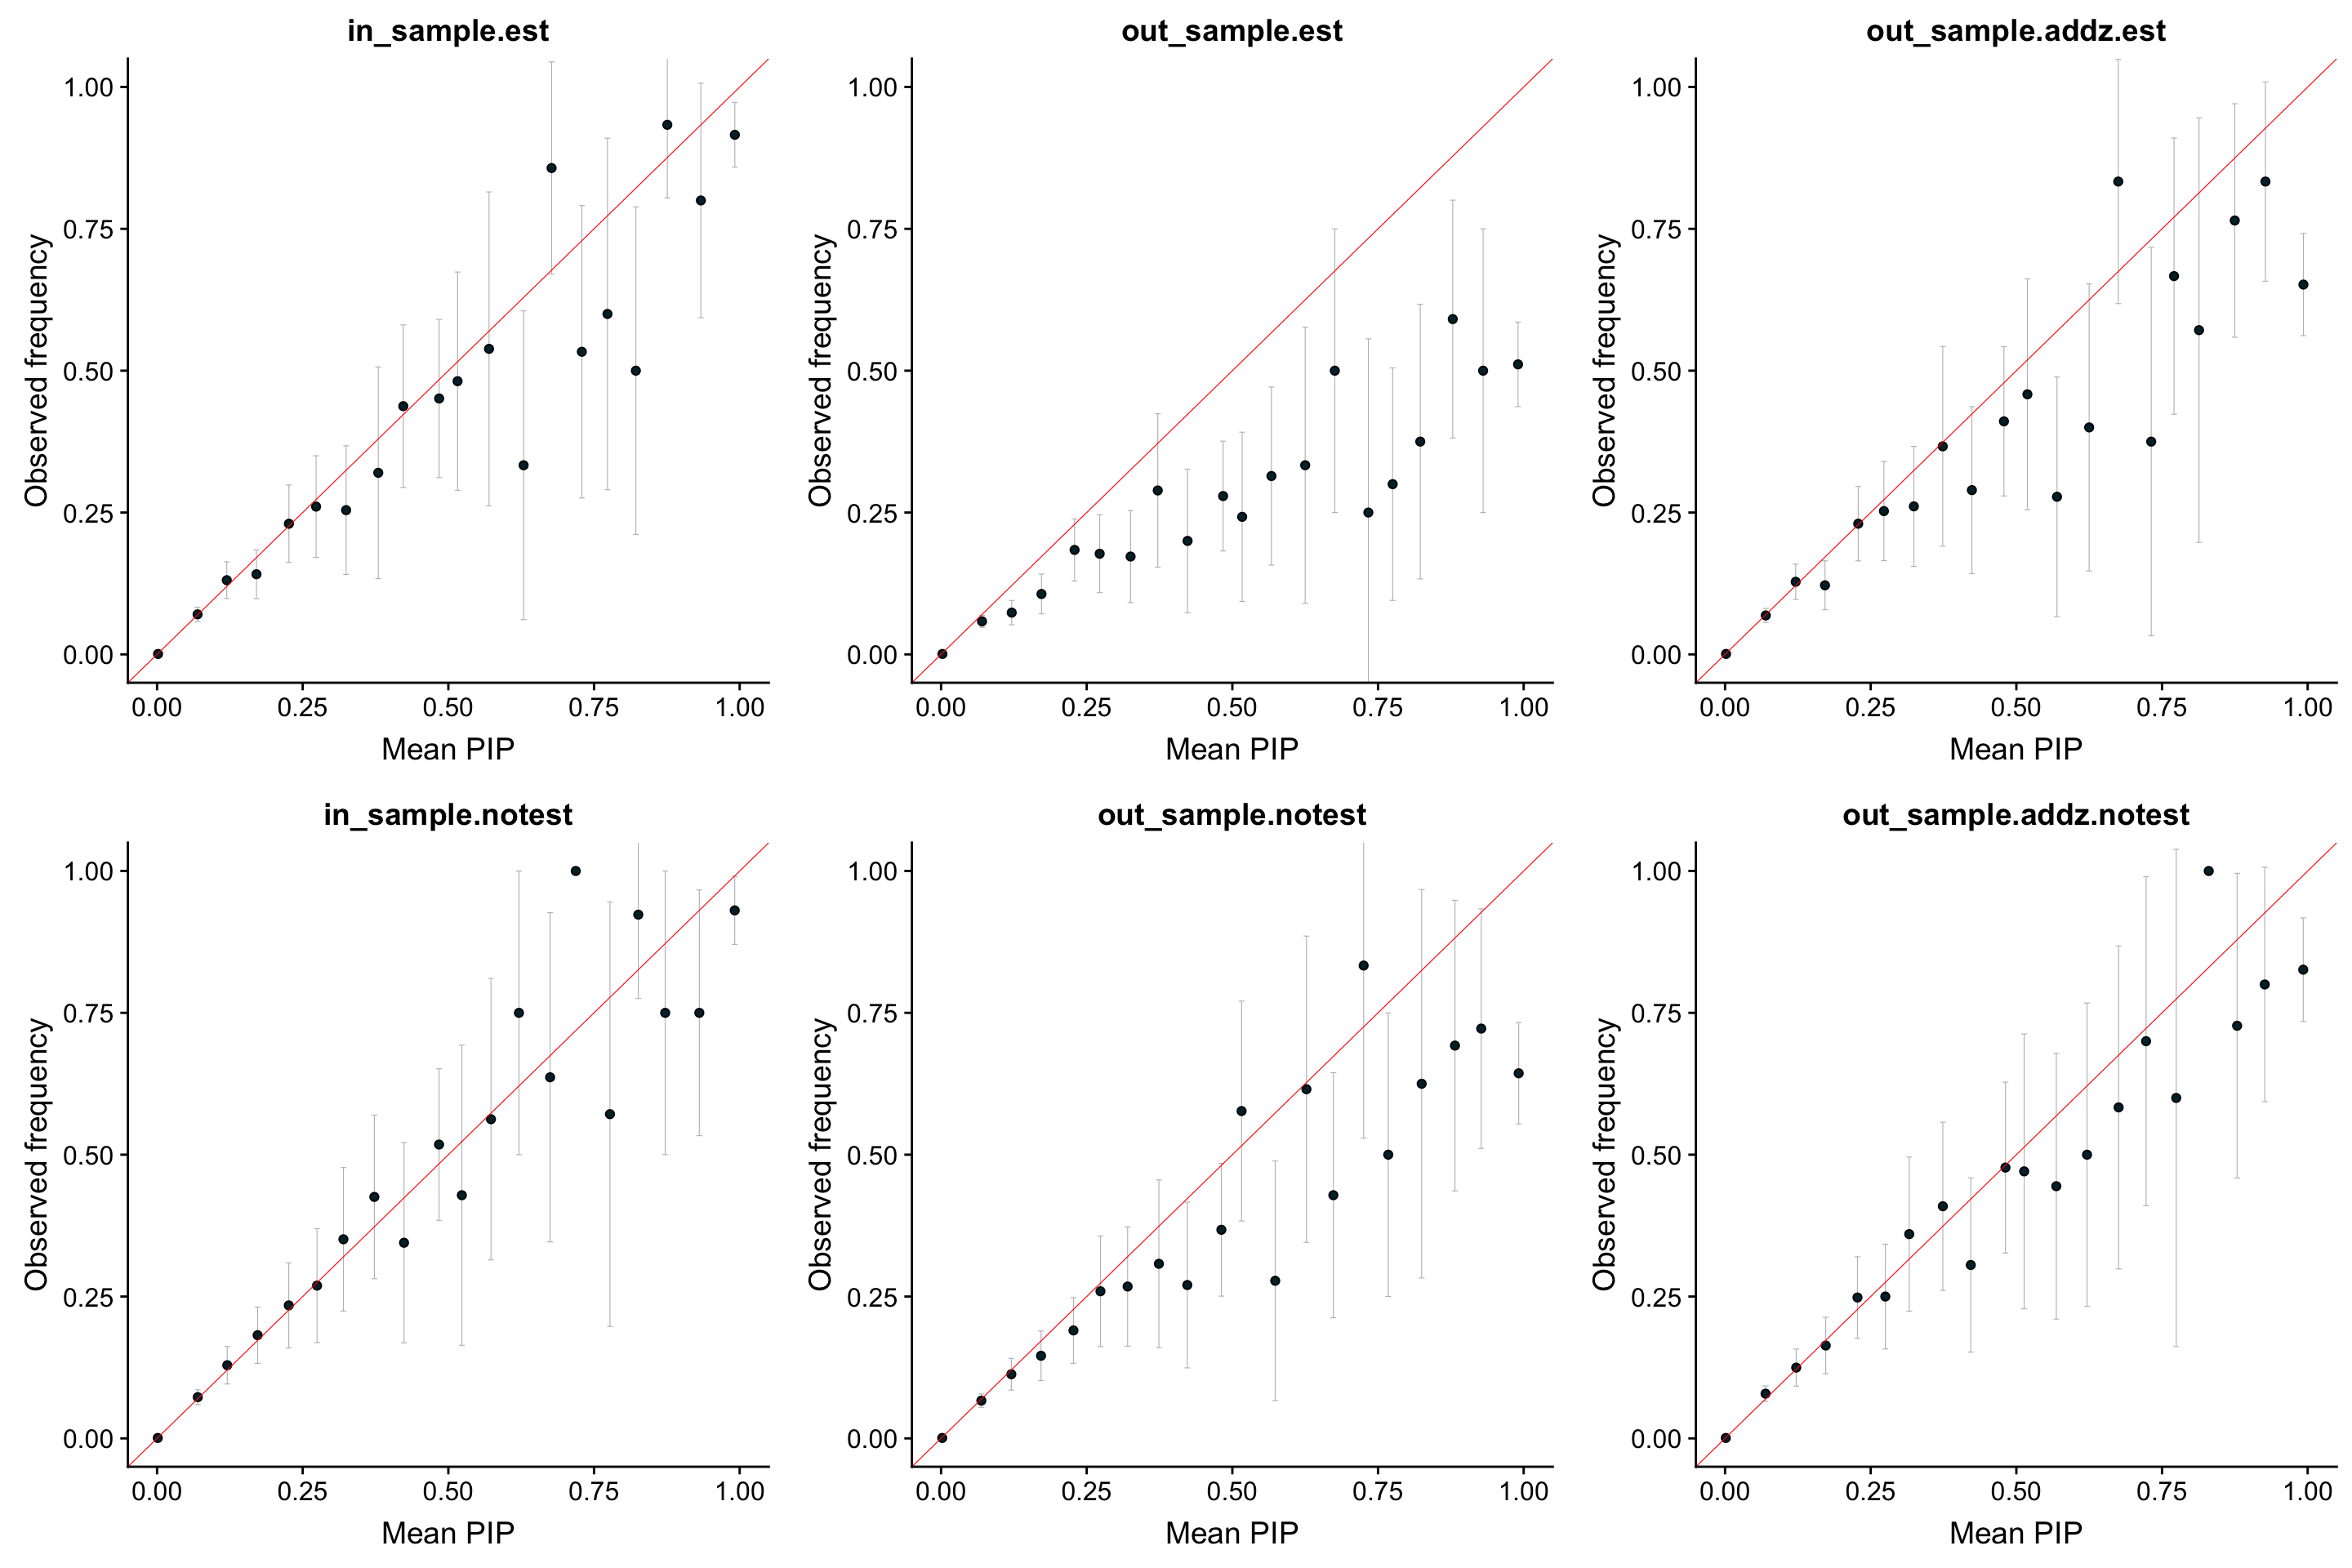 in_sample.est
out_sample.est
out_sample.addz.est
Observed frequency
1.00
0.75
0.50
0.25
0.00
0.00 0.25 0.50 0.75 1.00
Mean PIP
Observed frequency
1.00
0.75
0.50
0.25
0.00
0.00 0.25 0.50 0.75 1.00
Mean PIP
Observed frequency
1.00
0.75
0.50
0.25
0.00
0.00 0.25 0.50 0.75 1.00
Mean PIP
in_sample.notest
out_sample.notest
out_sample.addz.notest
Observed frequency
1.00
0.75
0.50
0.25
0.00
0.00 0.25 0.50 0.75 1.00
Mean PIP
Observed frequency
1.00
0.75
0.50
0.25
0.00
0.00 0.25 0.50 0.75 1.00
Mean PIP
Observed frequency
1.00
0.75
0.50
0.25
0.00
0.00 0.25 0.50 0.75 1.00
Mean PIP